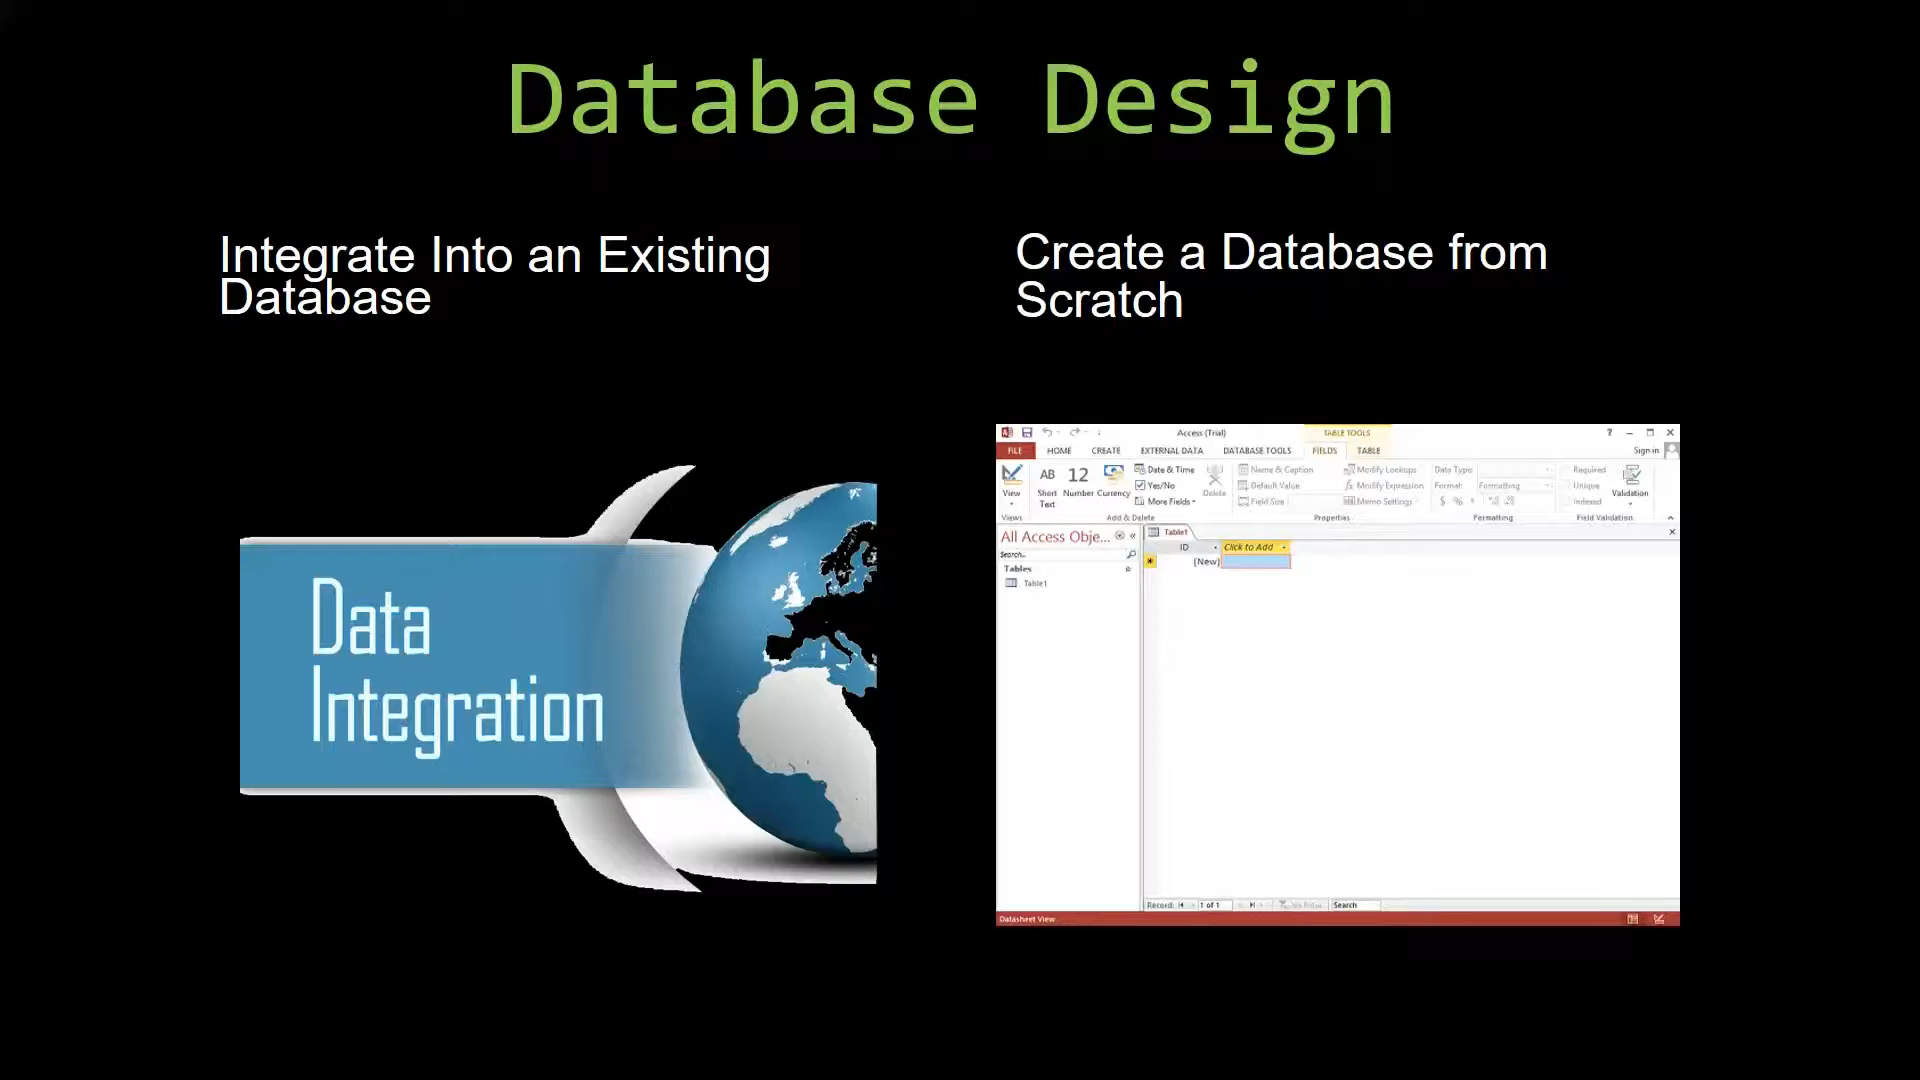 Database Design
Integrate Into an Existing
Database
Create a Database from
Scratch
Data
Integration
Access (Trial)
TABLE TOOLS
?
FILE HOME CREATE EXTERNAL DATA DATABASE TOOLS FIELDS TABLE
Sign in
View
Views
AB
Short
Text
12
Number
Currency
Date & Time
Yes/No
More Fields
Delete
Add & Delete
Name & Caption
Default Value
Field Size
Modify Lookups
Modify Expression
Memo Settings
Properties
Data Type:
Format: Formatting
$ %
Formatting
Required
Unique
Indexed
Validation
Field Validation
All Access Obje...
Search...
Tables
Table1
Table1
ID Click to Add
(New)
Record: 1 of 1 No Filter Search
Datasheet View